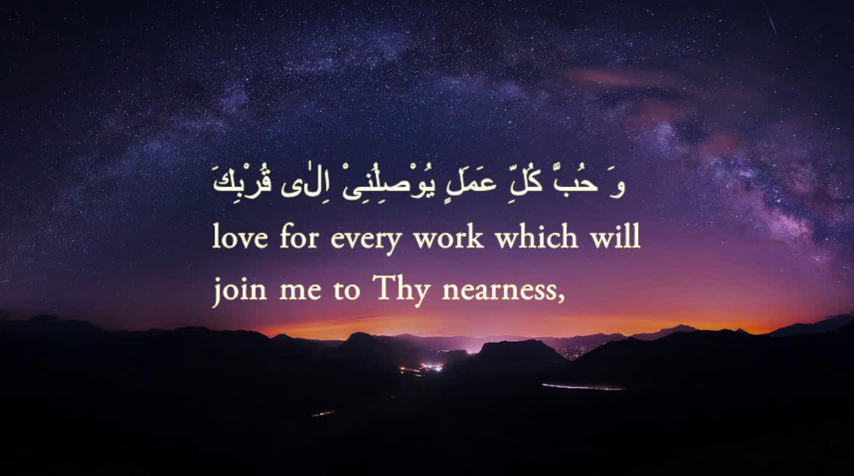 وَ حُبَّ كُلِّ عَمَلٍ يُوْصِلُنِیْ اِلٰی قُرْبِكَ
love for every work which will
join me to Thy nearness,